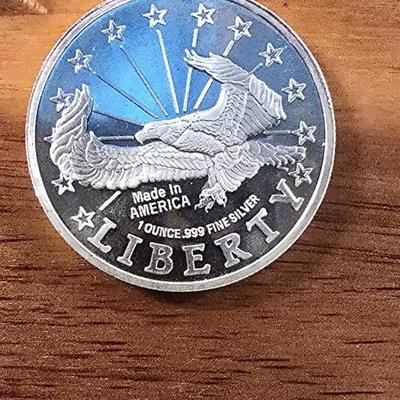 Made In
AMERICA
1 OUNCE .999 FINE SILVER
LIBERTY